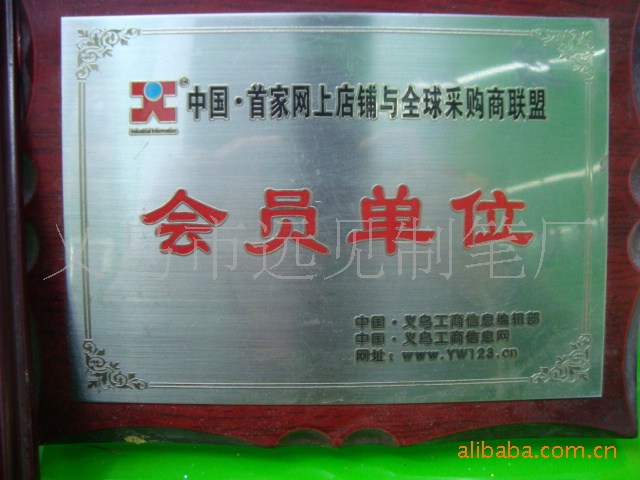 中国·首家网上店铺与全球采购商联盟
会员单位
义乌市远见制笔厂
中国·义乌工商信息编辑部
中国·义乌工商信息网
网址：www.YW123.cn
alibaba.com.cn